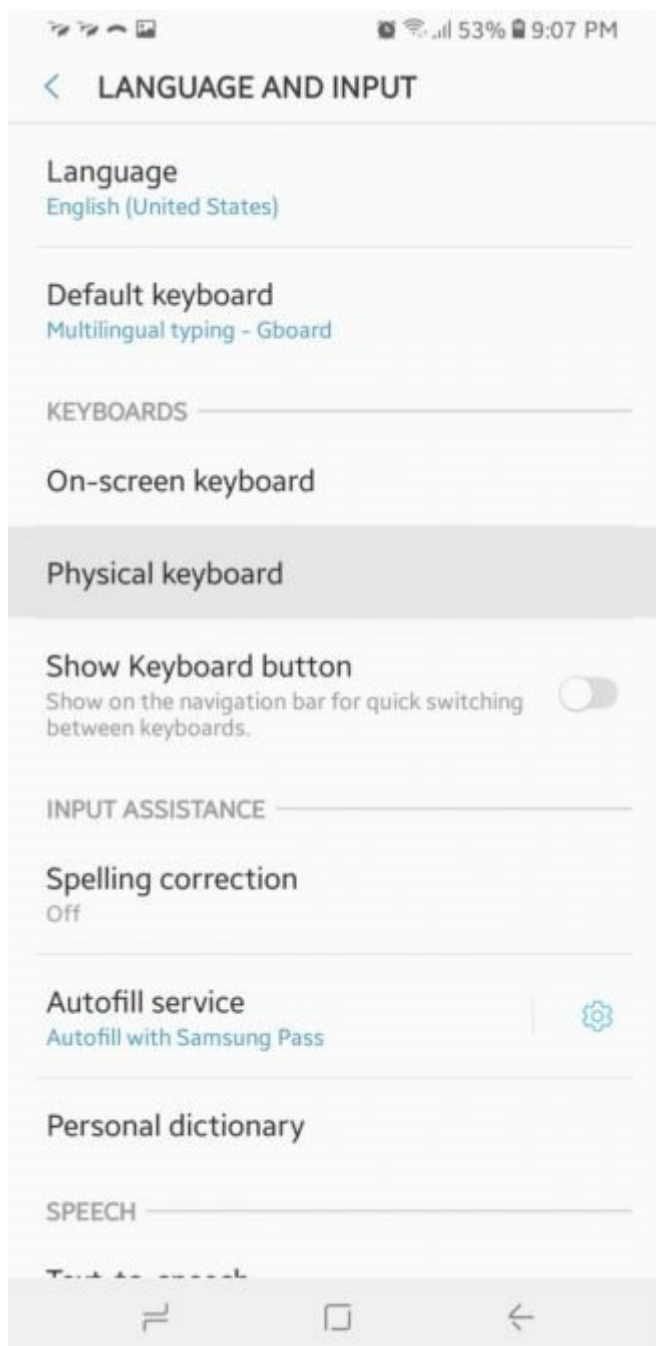 53% 9:07 PM
LANGUAGE AND INPUT
Language
English (United States)
Default keyboard
Multilingual typing - Gboard
KEYBOARDS
On-screen keyboard
Physical keyboard
Show Keyboard button
Show on the navigation bar for quick switching
between keyboards.
INPUT ASSISTANCE
Spelling correction
Off
Autofill service
Autofill with Samsung Pass
Personal dictionary
SPEECH